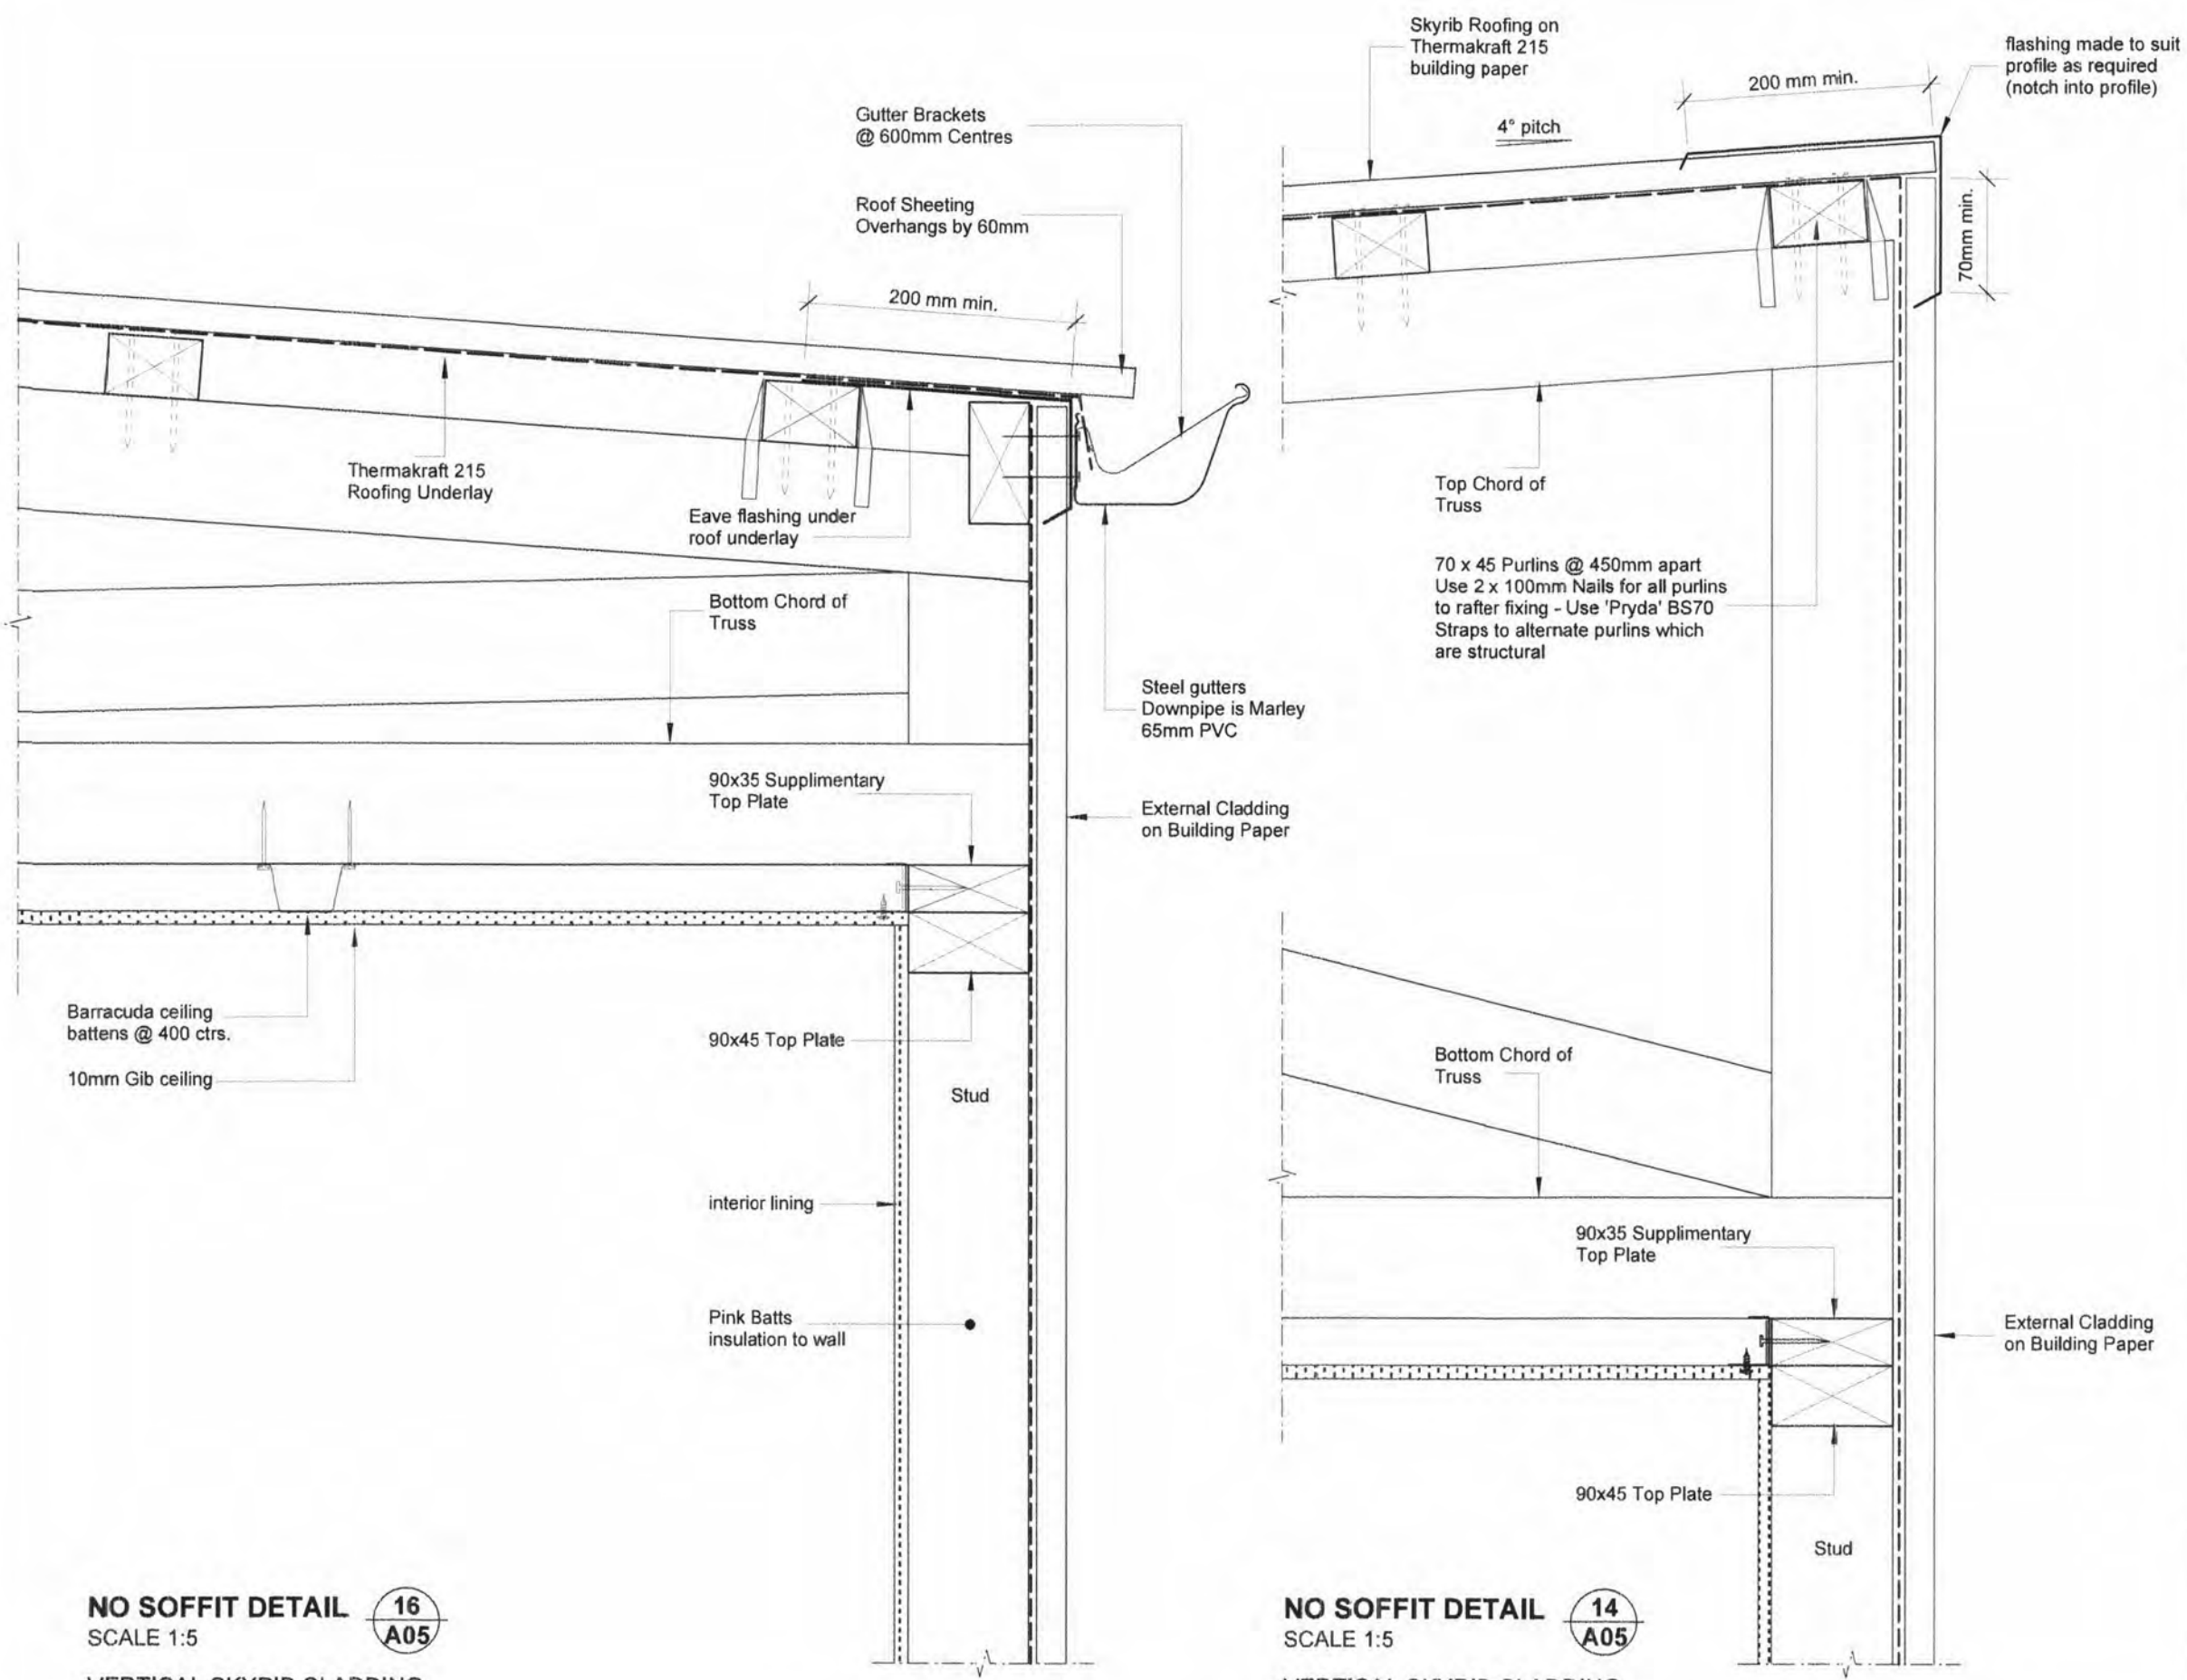 Gutter Brackets
@ 600mm Centres
Roof Sheeting
Overhangs by 60mm
200 mm min.
Thermakraft 215
Roofing Underlay
Eave flashing under
roof underlay
Bottom Chord of
Truss
Steel gutters
Downpipe is Marley
65mm PVC
90x35 Supplimentary
Top Plate
External Cladding
on Building Paper
Barracuda ceiling
battens @ 400 ctrs.
10mm Gib ceiling
90x45 Top Plate
Stud
interior lining
Pink Batts
insulation to wall
NO SOFFIT DETAIL
16
A05
SCALE 1:5
VERTICAL SKYRIB CLADDING
Skyrib Roofing on
Thermakraft 215
building paper
4° pitch
200 mm min.
flashing made to suit
profile as required
(notch into profile)
70mm min.
Top Chord of
Truss
70 x 45 Purlins @ 450mm apart
Use 2 x 100mm Nails for all purlins
to rafter fixing - Use 'Pryda' BS70
Straps to alternate purlins which
are structural
Bottom Chord of
Truss
90x35 Supplimentary
Top Plate
External Cladding
on Building Paper
90x45 Top Plate
Stud
NO SOFFIT DETAIL
14
A05
SCALE 1:5
VERTICAL SKYRIB CLADDING